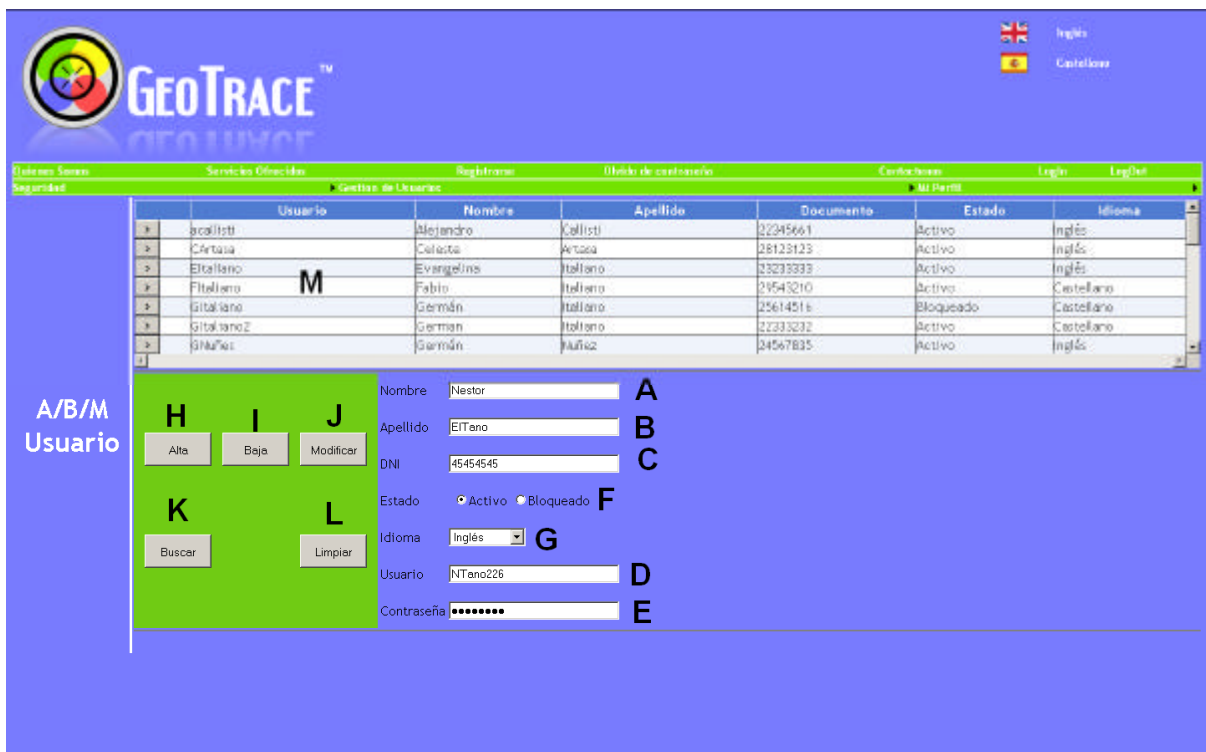 Inglés
Castellano
GEOTRACE™
Quienes Somos Servicios Ofrecidos Registrarse Olvido de contraseña Contactenos Login LogOut
Seguridad Gestion de Usuarios Mi Perfil
Usuario Nombre Apellido Documento Estado Idioma
acallisti Alejandro Callisti 22345661 Activo Inglés
CArtasa Celeste Artasa 28123123 Activo Inglés
EItaliano Evangelina Italiano 23233333 Activo Inglés
FItaliano Fabio Italiano 29543210 Activo Castellano
GItaliano Germán Italiano 25614516 Bloqueado Castellano
GItaliano2 German Italiano 22333232 Activo Castellano
GNuñez Germán Nuñez 24567835 Activo Inglés
M
A/B/M
Usuario
H I J
Alta Baja Modificar
K L
Buscar Limpiar
Nombre Nestor A
Apellido ElTano B
DNI 45454545 C
Estado Activo Bloqueado F
Idioma Inglés G
Usuario NTano226 D
Contraseña •••••••• E